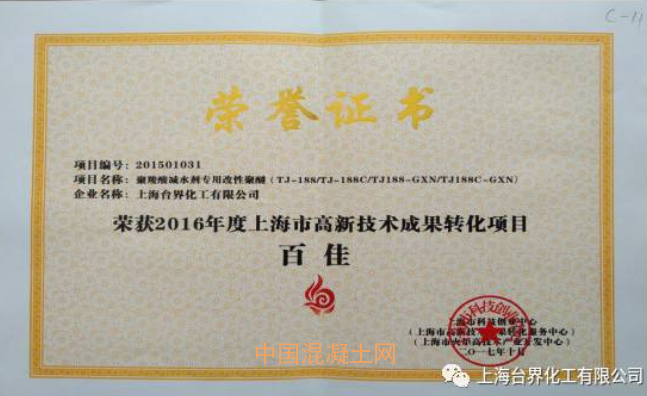 C-14
荣誉证书
项目编号：201501031
项目名称：聚羧酸减水剂专用改性聚醚（TJ-188/TJ-188C/TJ188-GXN/TJ188C-GXN）
企业名称：上海台界化工有限公司
荣获2016年度上海市高新技术成果转化项目
百佳
上海市科技创业中心
（上海市高新技术成果转化服务中心）
（上海市火炬高技术产业开发中心）
二〇一七年十月
中国混凝土网
上海台界化工有限公司